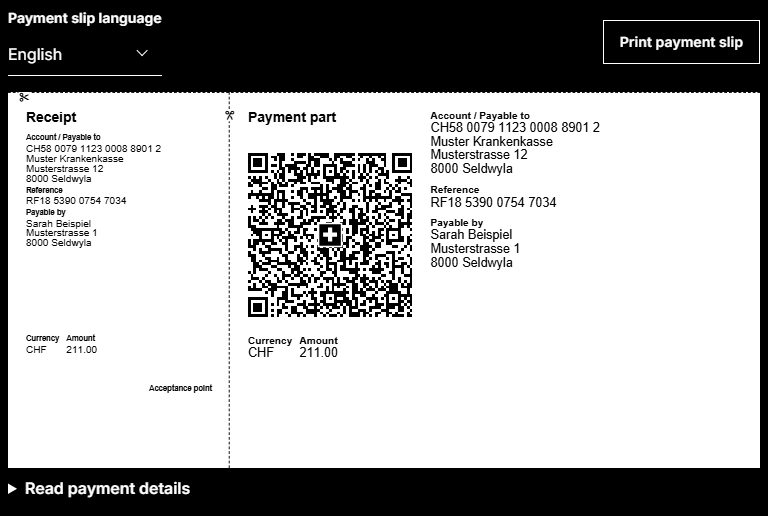 Payment slip language
English
Print payment slip
Receipt
Account / Payable to
CH58 0079 1123 0008 8901 2
Muster Krankenkasse
Musterstrasse 12
8000 Seldwyla
Reference
RF18 5390 0754 7034
Payable by
Sarah Beispiel
Musterstrasse 1
8000 Seldwyla
Currency Amount
CHF 211.00
Acceptance point
Payment part
Currency Amount
CHF 211.00
Account / Payable to
CH58 0079 1123 0008 8901 2
Muster Krankenkasse
Musterstrasse 12
8000 Seldwyla
Reference
RF18 5390 0754 7034
Payable by
Sarah Beispiel
Musterstrasse 1
8000 Seldwyla
Read payment details